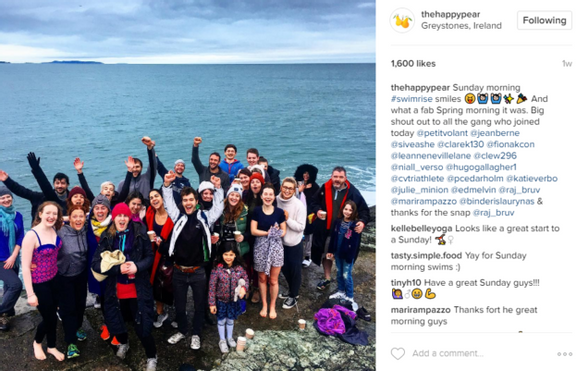 thehappypear
Greystones, Ireland
Following
1,600 likes
1w
thehappypear Sunday morning
#swimrise smiles 😆🙆🙆✨🎉 And
what a fab Spring morning it was. Big
shout out to all the gang who joined
today @petitvolant @jeanberne
@siveashe @clarek130 @fionakcon
@leannenevillelane @clew296
@niall_verso @hugogallagher1
@cvtriathlete @pcedarholm @katieverbo
@julie_minion @edmelvin @raj_bruv
@marirampazzo @binderislaurynas &
thanks for the snap @raj_bruv
kellebelleyoga Looks like a great start
to a Sunday!
tasty.simple.food Yay for Sunday
morning swims :)
tinyh10 Have a great Sunday guys!!!
marirampazzo Thanks fort he great
morning guys
Add a comment...